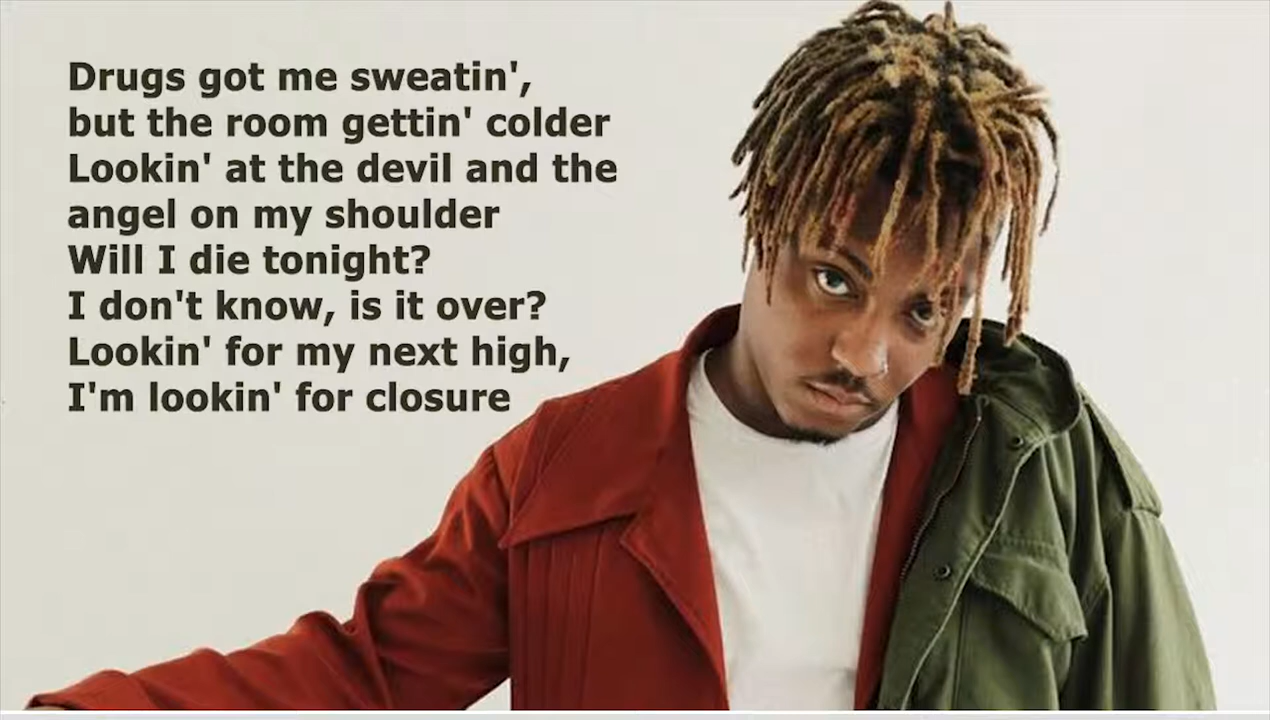 Drugs got me sweatin',
but the room gettin' colder
Lookin' at the devil and the
angel on my shoulder
Will I die tonight?
I don't know, is it over?
Lookin' for my next high,
I'm lookin' for closure